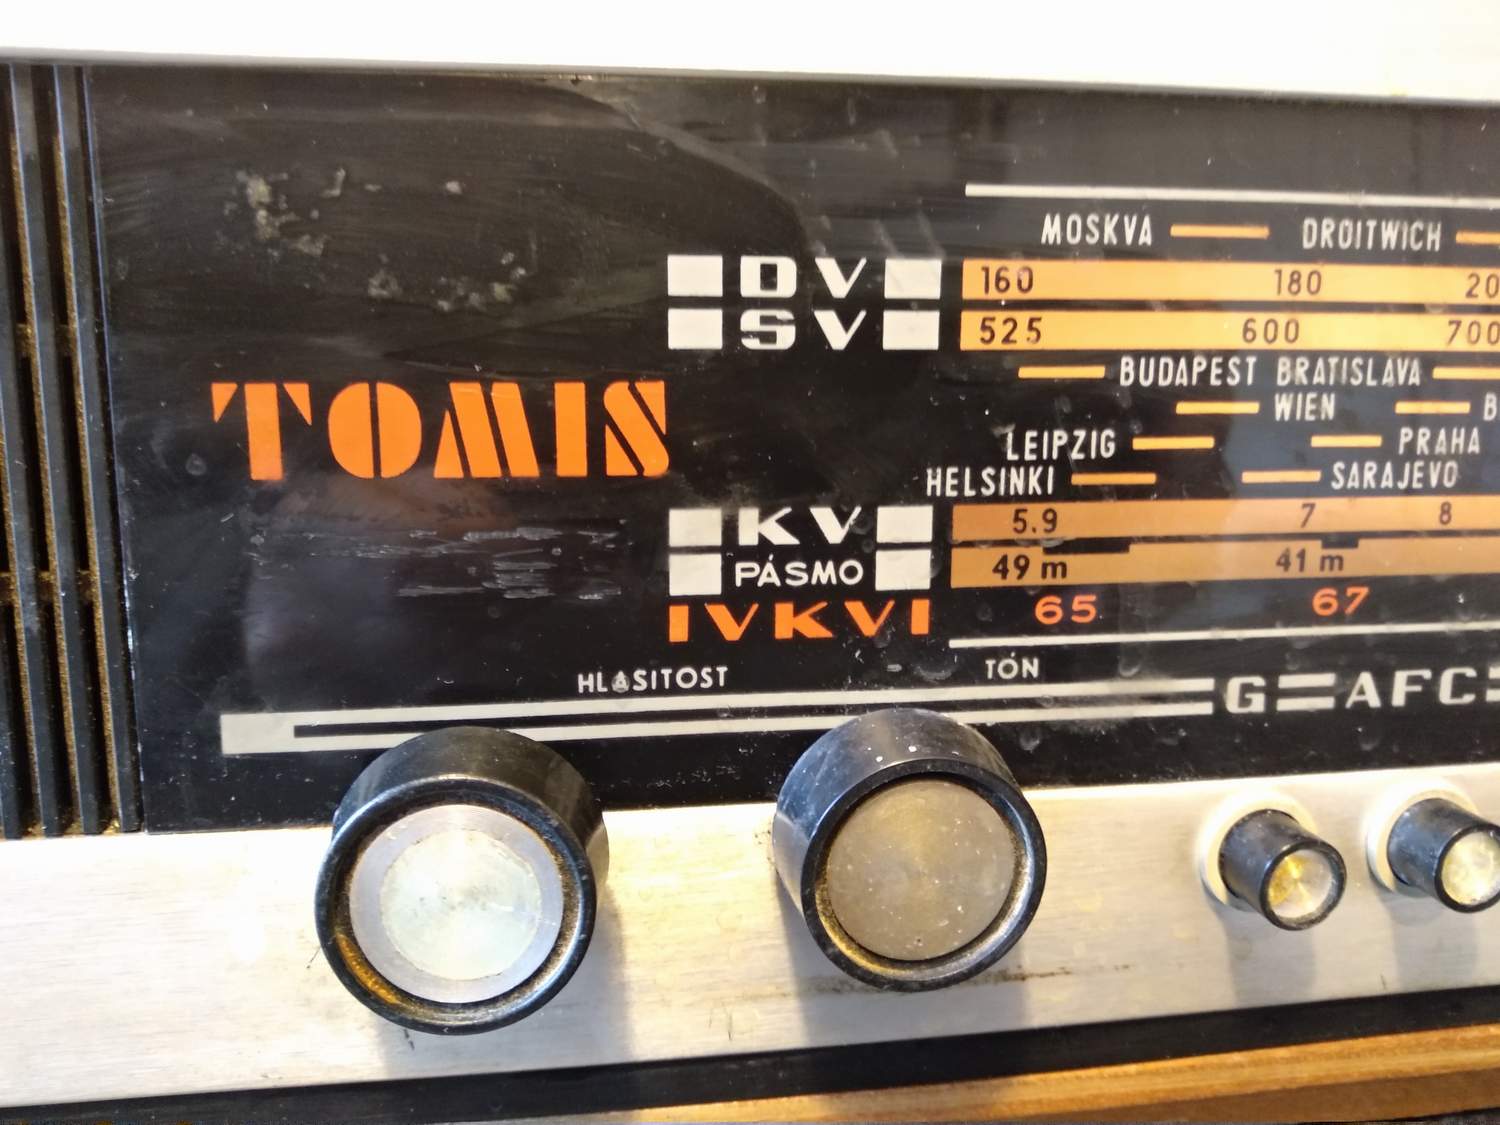 MOSKVA DROITWICH
DV 160 180
SV 525 600 700
BUDAPEST BRATISLAVA
WIEN
TOMIS
LEIPZIG PRAHA
HELSINKI SARAJEVO
KV 5.9 7 8
PÁSMO 49 m 41 m
IVKVI 65 67
HLASITOST TÓN
G AFC